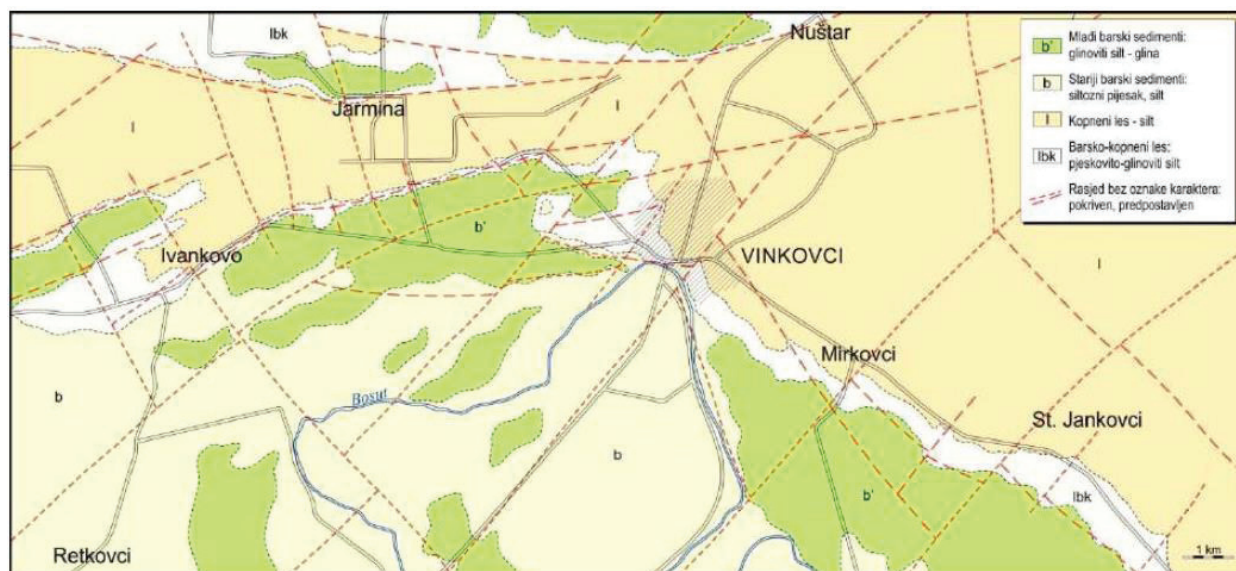 lbk
Nuštar
Jarmina
l
l
Ivankovo
b'
VINKOVCI
l
b
Bosut
Mirkovci
St. Jankovci
b
b'
lbk
Retkovci
1 km
LEGENDA:
b' Mlađi barski sedimenti:
glinoviti silt - glina
b Stariji barski sedimenti:
siltozni pijesak, silt
l Kopneni les - silt
lbk Barsko-kopneni les:
pjeskovito-glinoviti silt
Rasjed bez oznake karaktera:
pokriven, predpostavljen